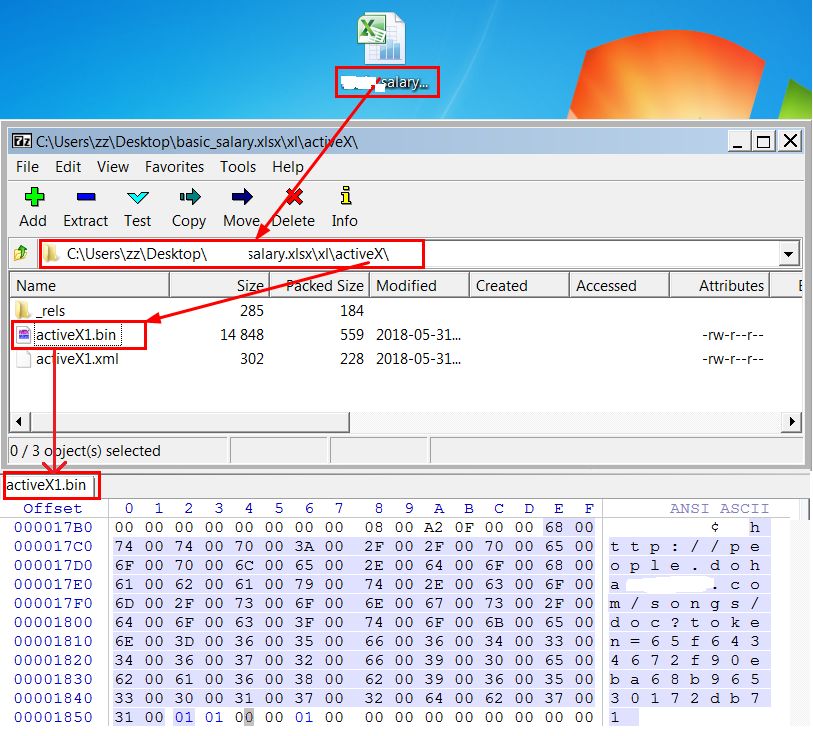 salary...
C:\Users\zz\Desktop\basic_salary.xlsx\xl\activeX\
File Edit View Favorites Tools Help
Add Extract Test Copy Move Delete Info
C:\Users\zz\Desktop\ salary.xlsx\xl\activeX\
Name Size Packed Size Modified Created Accessed Attributes
_rels 285 184
activeX1.bin 14 848 559 2018-05-31... -rw-r--r--
activeX1.xml 302 228 2018-05-31... -rw-r--r--
0 / 3 object(s) selected
activeX1.bin
Offset 0 1 2 3 4 5 6 7 8 9 A B C D E F ANSI ASCII
000017B0 00 00 00 00 00 00 00 00 08 00 A2 0F 00 00 68 00 ¢ h
000017C0 74 00 74 00 70 00 3A 00 2F 00 2F 00 70 00 65 00 t t p : / / p e
000017D0 6F 00 70 00 6C 00 65 00 2E 00 64 00 6F 00 68 00 o p l e . d o h
000017E0 61 00 62 00 61 00 79 00 74 00 2E 00 63 00 6F 00 a . c o
000017F0 6D 00 2F 00 73 00 6F 00 6E 00 67 00 73 00 2F 00 m / s o n g s /
00001800 64 00 6F 00 63 00 3F 00 74 00 6F 00 6B 00 65 00 d o c ? t o k e
00001810 6E 00 3D 00 36 00 35 00 66 00 36 00 34 00 33 00 n = 6 5 f 6 4 3
00001820 34 00 36 00 37 00 32 00 66 00 39 00 30 00 65 00 4 6 7 2 f 9 0 e
00001830 62 00 61 00 36 00 38 00 62 00 39 00 36 00 35 00 b a 6 8 b 9 6 5
00001840 33 00 30 00 31 00 37 00 32 00 64 00 62 00 37 00 3 0 1 7 2 d b 7
00001850 31 00 01 01 00 00 01 00 00 00 00 00 00 00 00 00 1